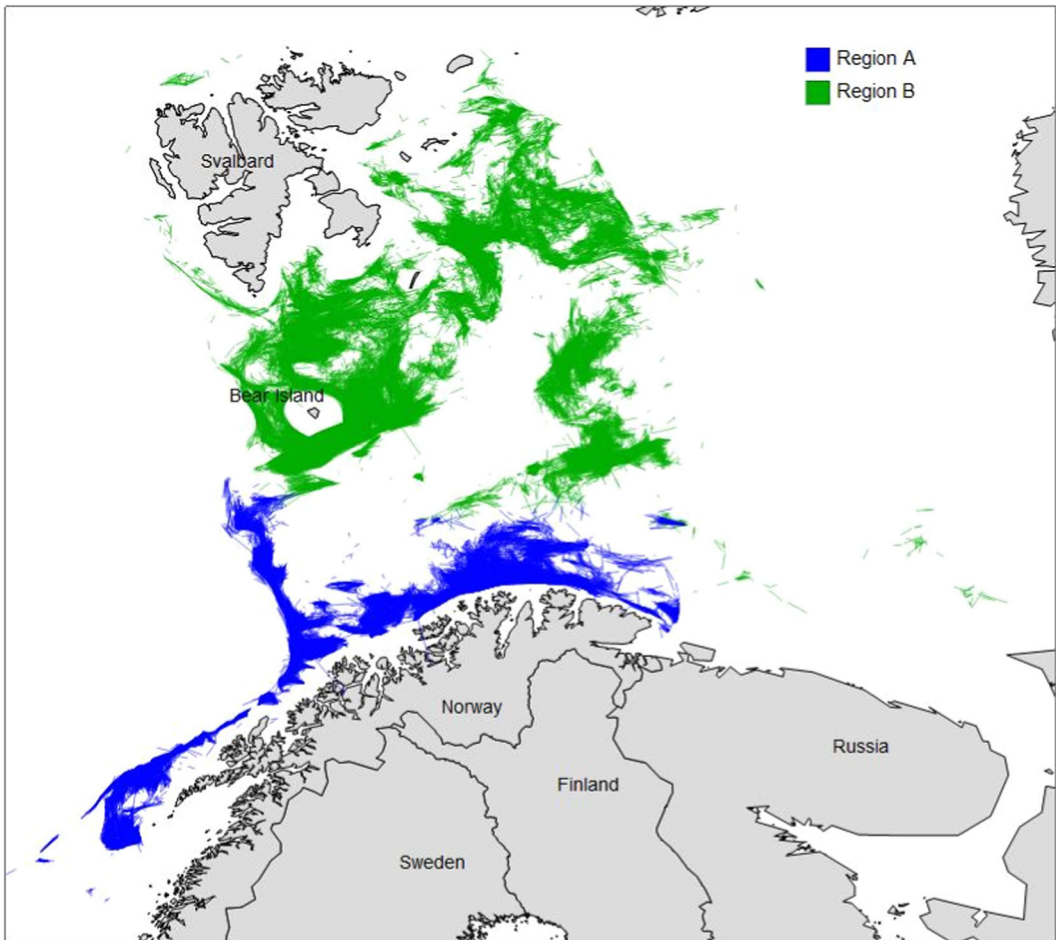 Region A
Region B
Svalbard
Bear Island
Norway
Russia
Finland
Sweden